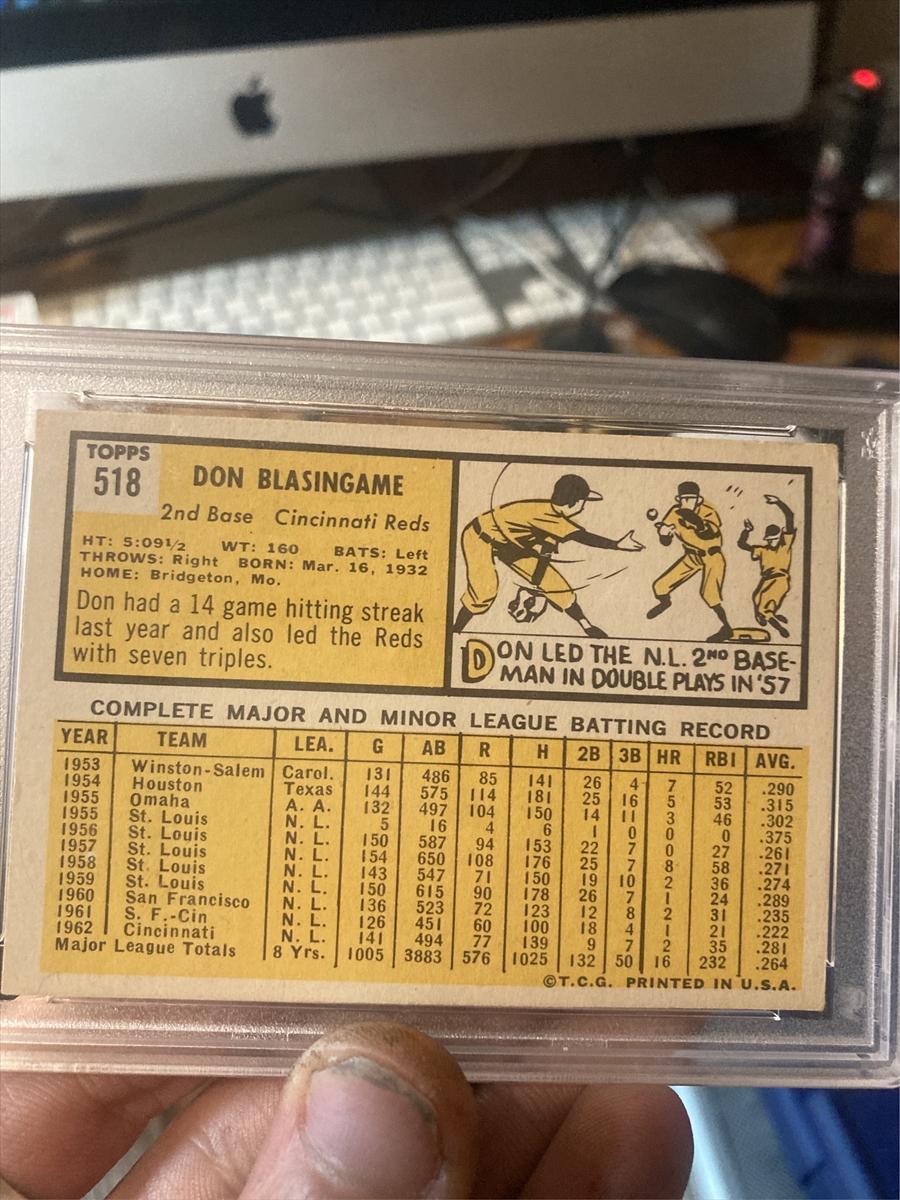 TOPPS
518
DON BLASINGAME
2nd Base Cincinnati Reds
HT: 5:09½ WT: 160 BATS: Left
THROWS: Right BORN: Mar. 16, 1932
HOME: Bridgeton, Mo.
Don had a 14 game hitting streak
last year and also led the Reds
with seven triples.
DON LED THE N.L. 2ND BASE-
MAN IN DOUBLE PLAYS IN '57
COMPLETE MAJOR AND MINOR LEAGUE BATTING RECORD
YEAR TEAM LEA. G AB R H 2B 3B HR RBI AVG.
1953 Winston-Salem Carol. 131 486 85 141 26 4 7 52 .290
1954 Houston Texas 144 575 114 181 25 16 5 53 .315
1955 Omaha A. A. 132 497 104 150 14 11 3 46 .302
1955 St. Louis N. L. 5 16 4 6 1 0 0 0 .375
1956 St. Louis N. L. 150 587 94 153 22 7 0 27 .261
1957 St. Louis N. L. 154 650 108 176 25 7 8 58 .271
1958 St. Louis N. L. 143 547 71 150 19 10 2 36 .274
1959 St. Louis N. L. 150 615 90 178 26 7 1 24 .289
1960 San Francisco N. L. 136 523 72 123 12 8 2 31 .235
1961 S. F.-Cin N. L. 126 451 60 100 18 4 1 21 .222
1962 Cincinnati N. L. 141 494 77 139 9 7 2 35 .281
Major League Totals 8 Yrs. 1005 3883 576 1025 132 50 16 232 .264
©T.C.G. PRINTED IN U.S.A.